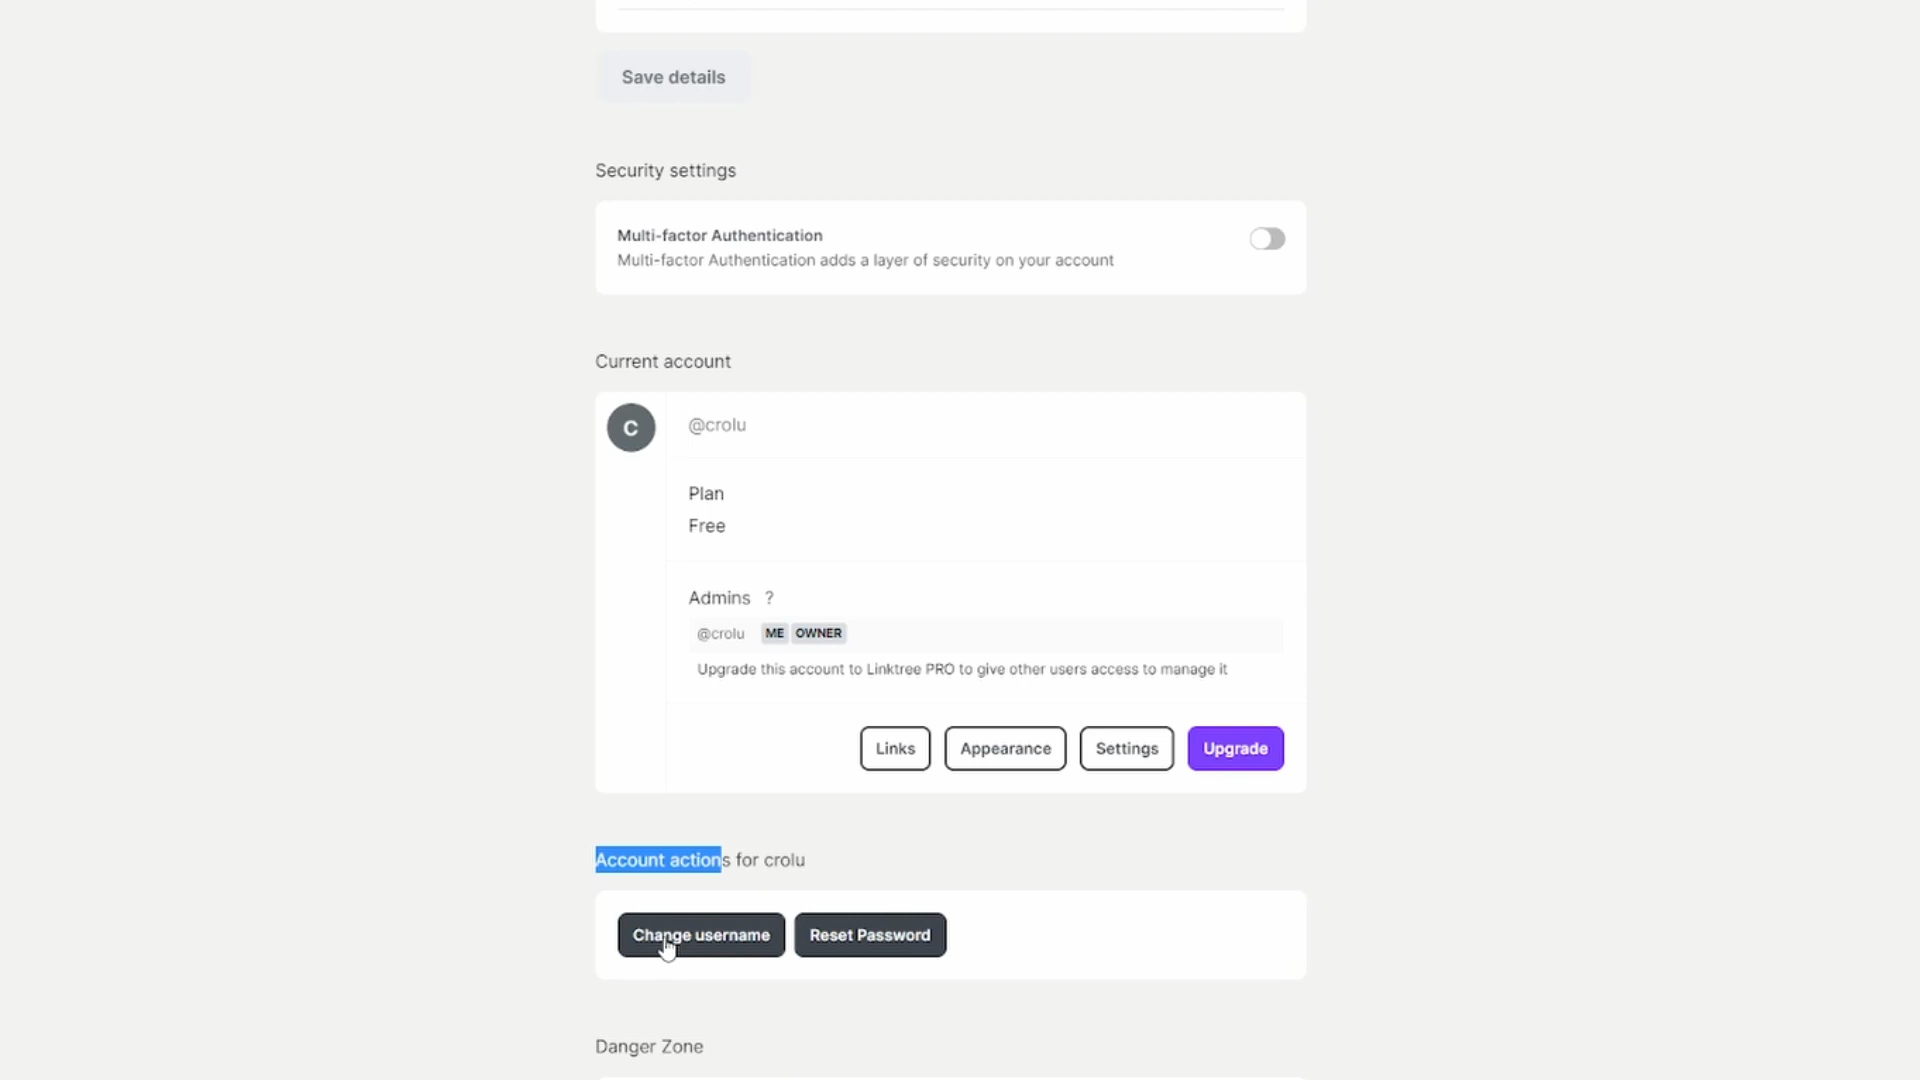 Save details
Security settings
Multi-factor Authentication
Multi-factor Authentication adds a layer of security on your account
Current account
C
@crolu
Plan
Free
Admins ?
@crolu ME OWNER
Upgrade this account to Linktree PRO to give other users access to manage it
Links Appearance Settings Upgrade
Account actions for crolu
Change username Reset Password
Danger Zone